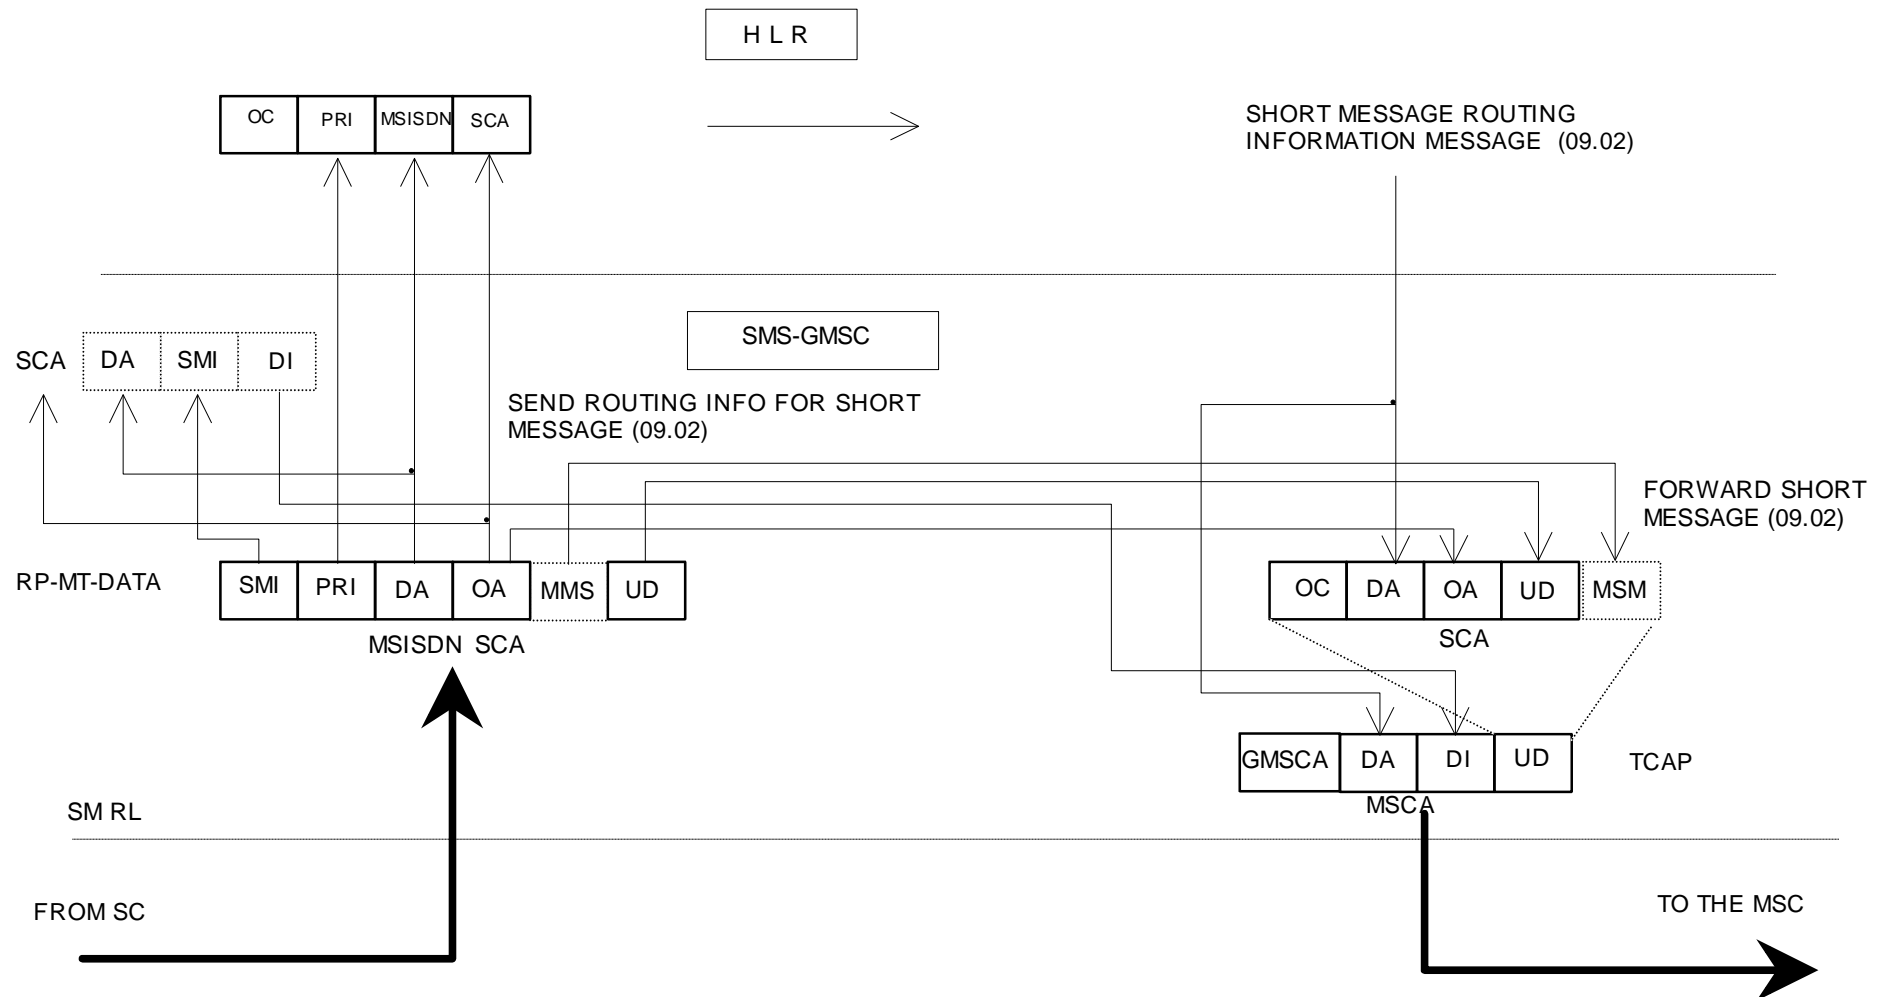 H L R
OC PRI MSISDN SCA
SHORT MESSAGE ROUTING
INFORMATION MESSAGE (09.02)
SMS-GMSC
SCA DA SMI DI
SEND ROUTING INFO FOR SHORT
MESSAGE (09.02)
FORWARD SHORT
MESSAGE (09.02)
RP-MT-DATA SMI PRI DA OA MMS UD
MSISDN SCA
OC DA OA UD MSM
SCA
GMSCA DA DI UD TCAP
MSCA
SM RL
FROM SC
TO THE MSC